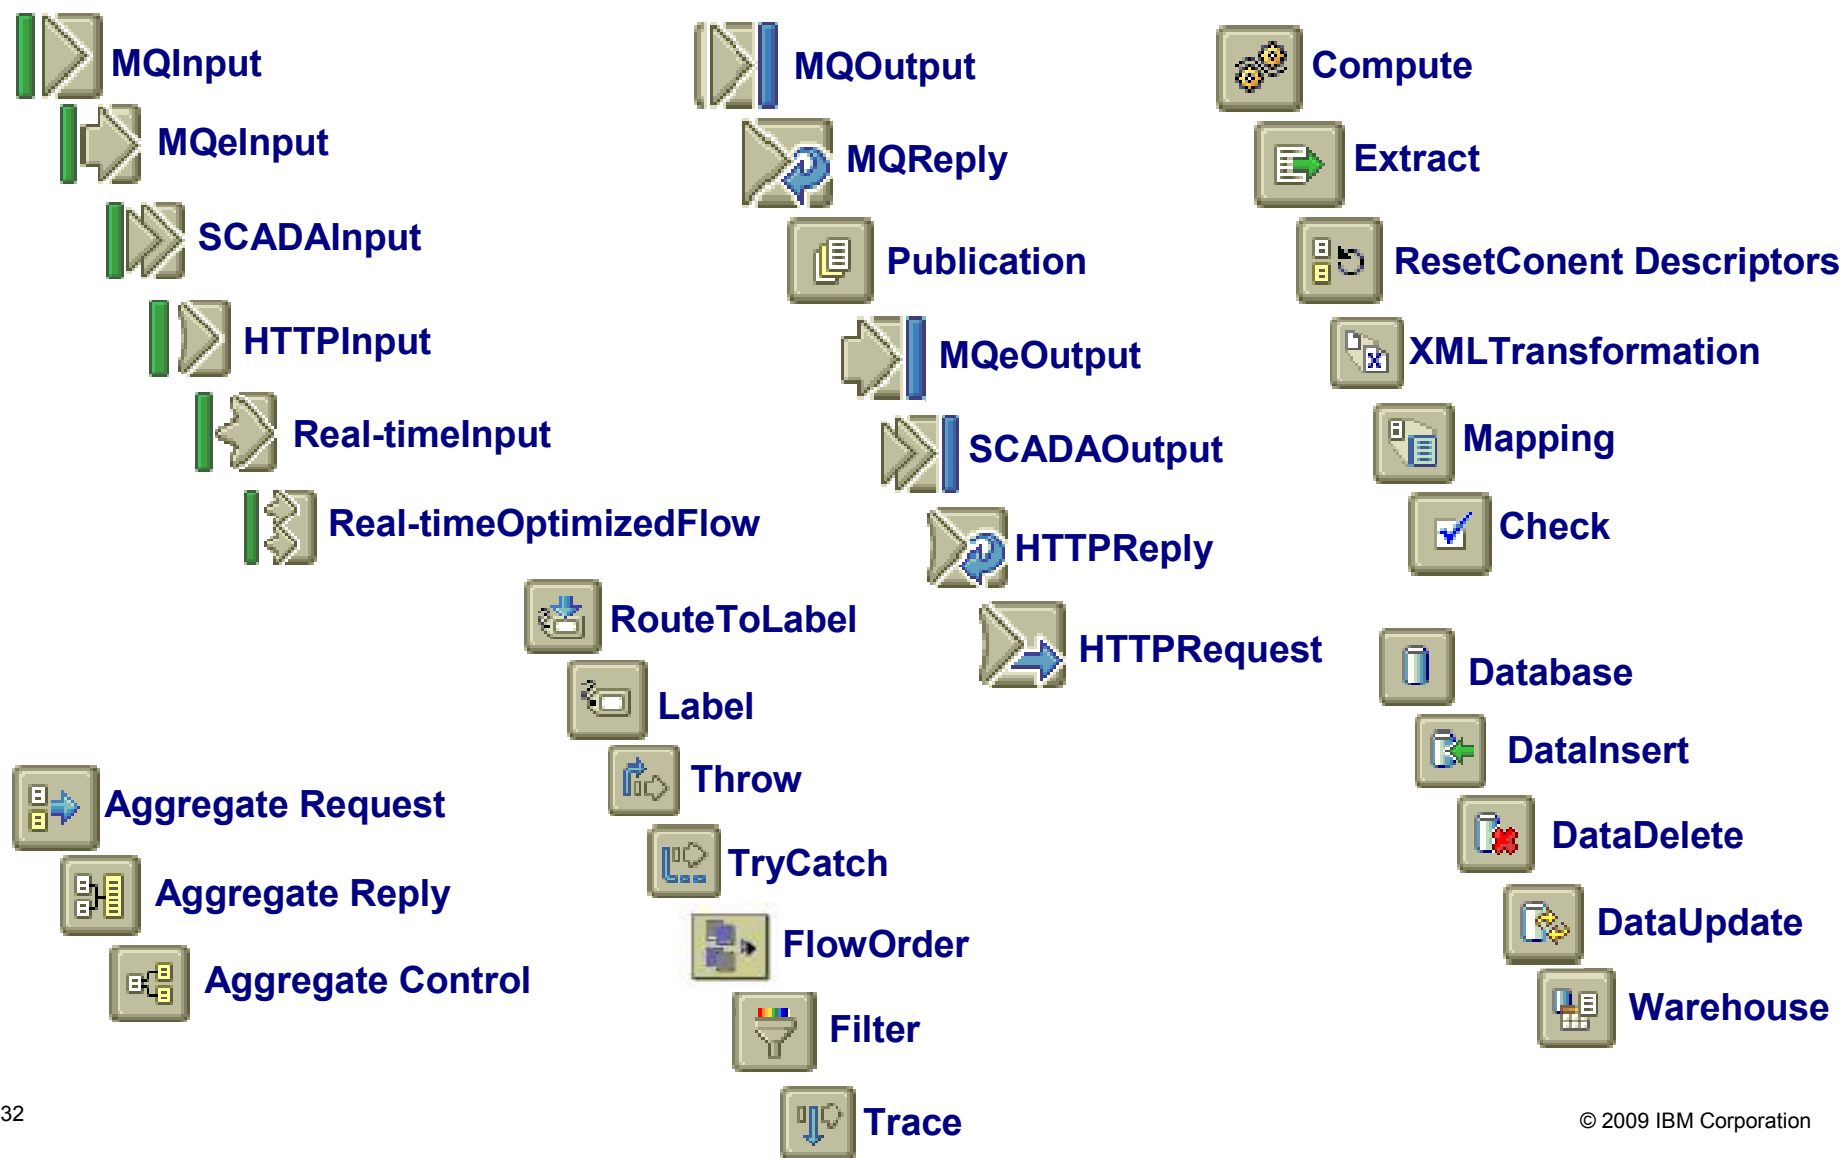 MQInput
MQeInput
SCADAInput
HTTPInput
Real-timeInput
Real-timeOptimizedFlow
MQOutput
MQReply
Publication
MQeOutput
SCADAOutput
HTTPReply
HTTPRequest
Compute
Extract
ResetConent Descriptors
XMLTransformation
Mapping
Check
RouteToLabel
Label
Throw
TryCatch
FlowOrder
Filter
Trace
Aggregate Request
Aggregate Reply
Aggregate Control
Database
DataInsert
DataDelete
DataUpdate
Warehouse
32
© 2009 IBM Corporation